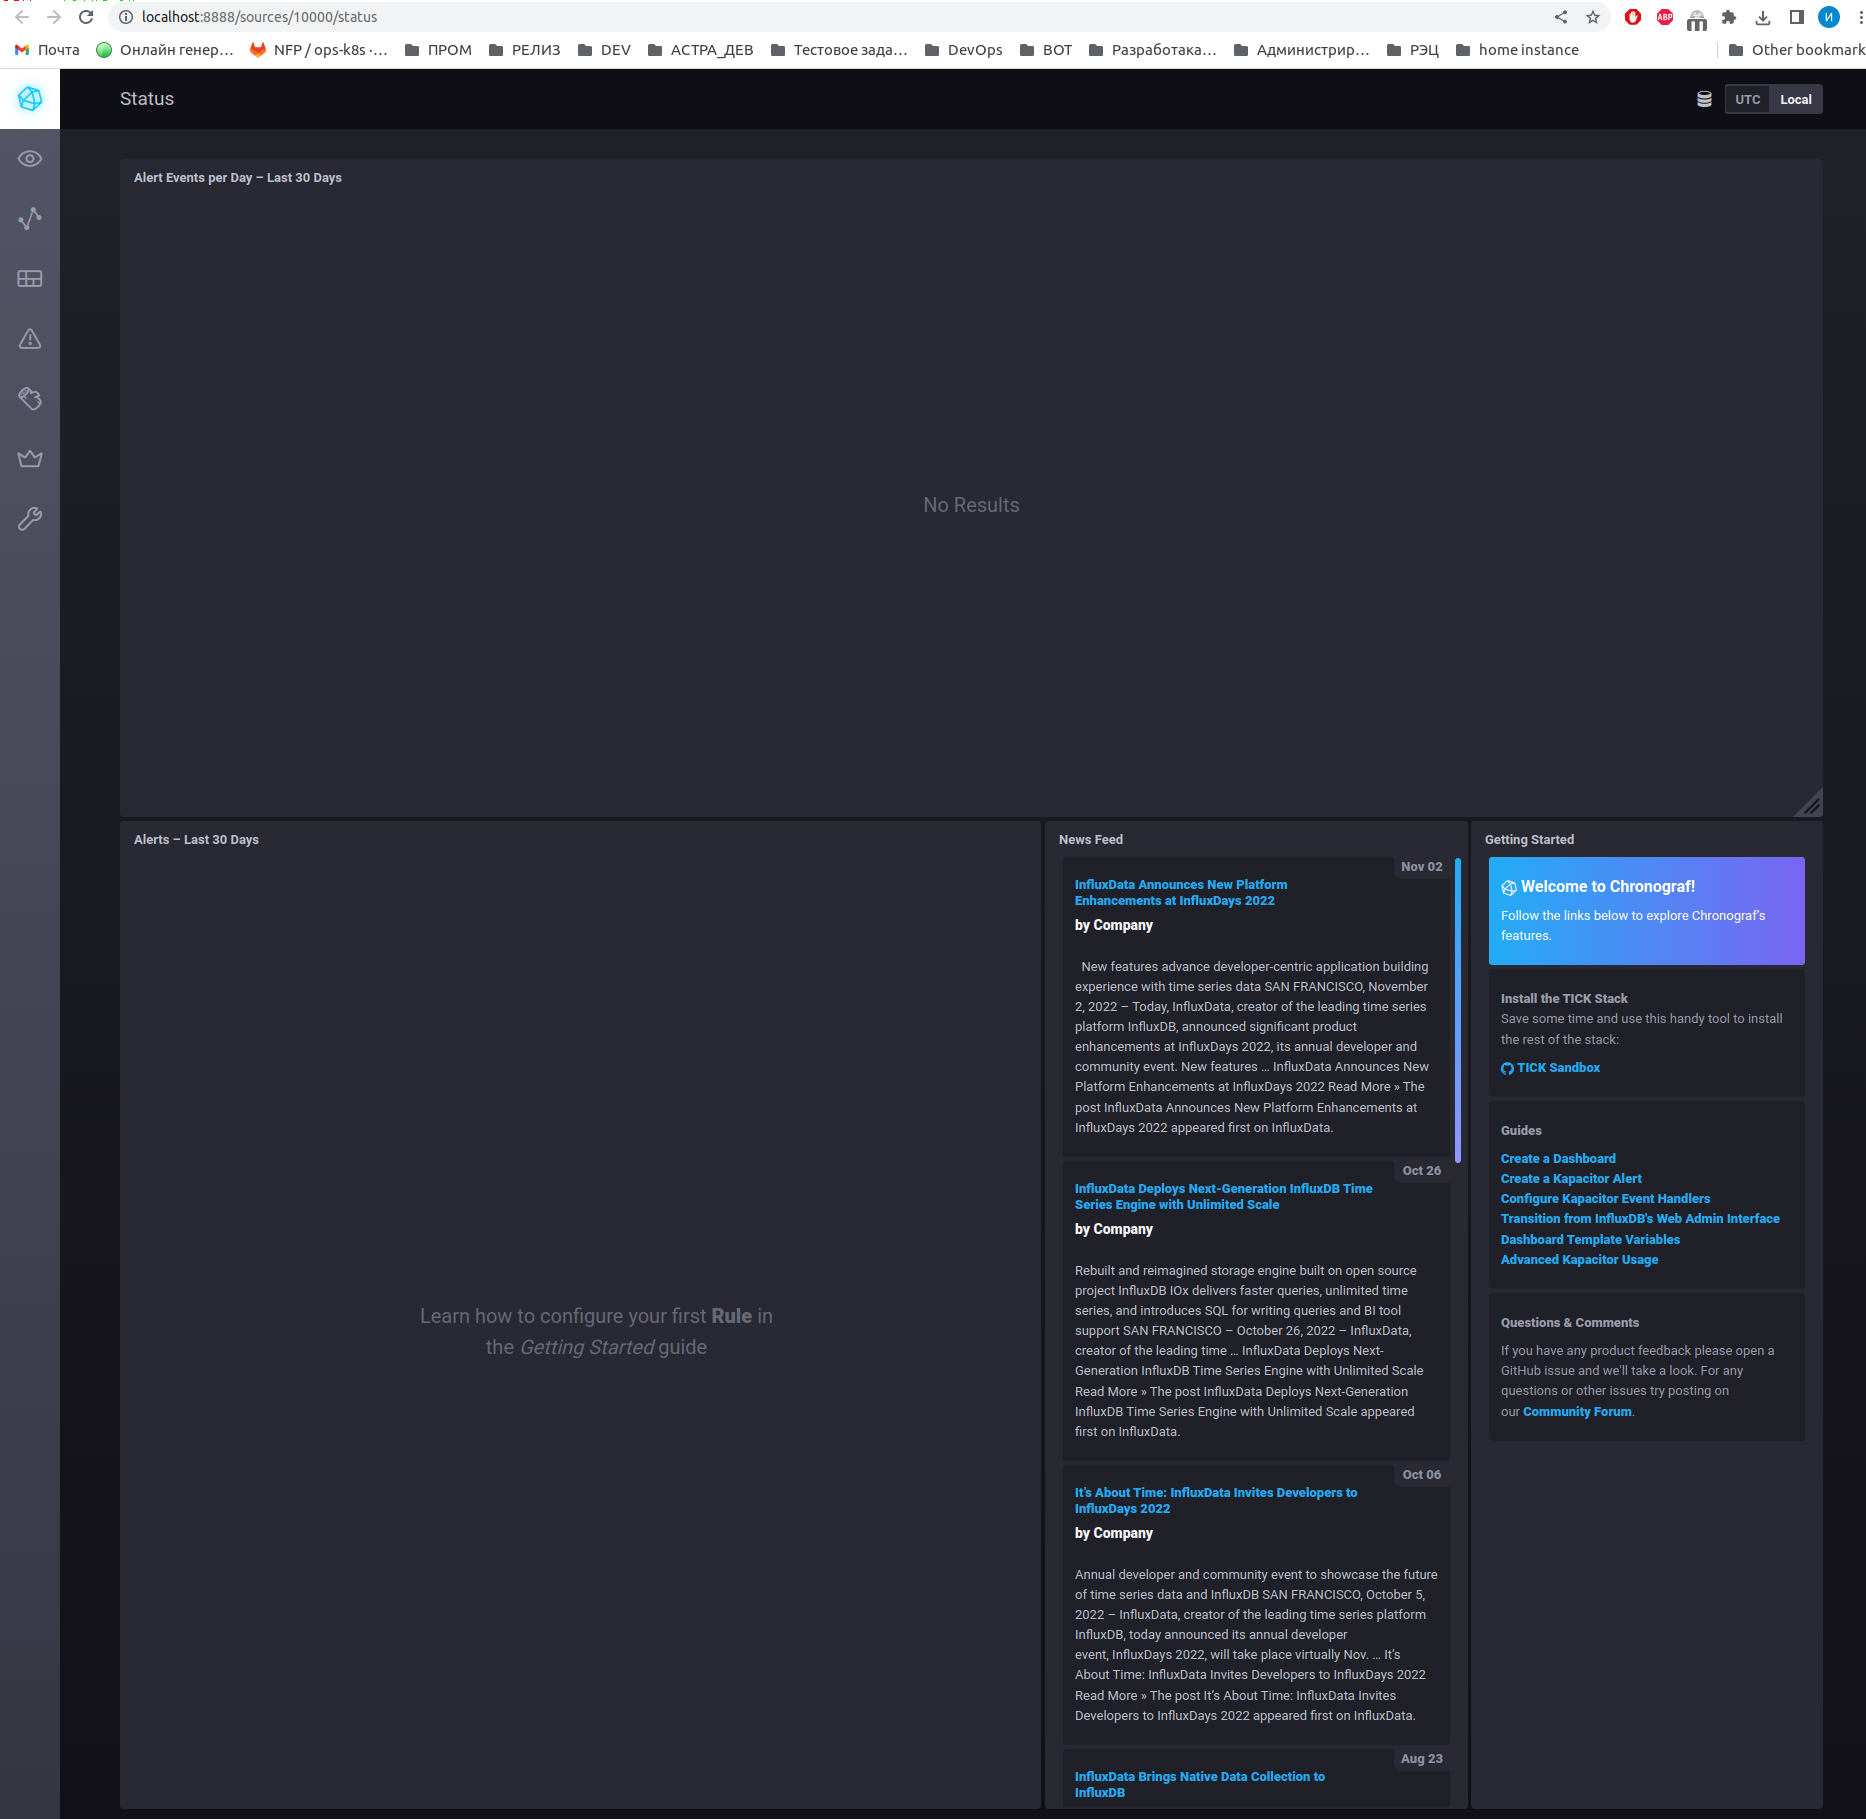 localhost:8888/sources/10000/status
ABP
И
Почта
Онлайн генер…
NFP / ops-k8s ·…
ПРОМ
РЕЛИЗ
DEV
АСТРА_ДЕВ
Тестовое зада…
DevOps
ВОТ
Разработака…
Администрир…
РЭЦ
home instance
Other bookmark
Status
UTC
Local
Alert Events per Day – Last 30 Days
No Results
Alerts – Last 30 Days
Learn how to configure your first Rule in
the Getting Started guide
News Feed
Nov 02
InfluxData Announces New Platform
Enhancements at InfluxDays 2022
by Company
New features advance developer-centric application building
experience with time series data SAN FRANCISCO, November
2, 2022 – Today, InfluxData, creator of the leading time series
platform InfluxDB, announced significant product
enhancements at InfluxDays 2022, its annual developer and
community event. New features … InfluxData Announces New
Platform Enhancements at InfluxDays 2022 Read More » The
post InfluxData Announces New Platform Enhancements at
InfluxDays 2022 appeared first on InfluxData.
Oct 26
InfluxData Deploys Next-Generation InfluxDB Time
Series Engine with Unlimited Scale
by Company
Rebuilt and reimagined storage engine built on open source
project InfluxDB IOx delivers faster queries, unlimited time
series, and introduces SQL for writing queries and BI tool
support SAN FRANCISCO – October 26, 2022 – InfluxData,
creator of the leading time … InfluxData Deploys Next-
Generation InfluxDB Time Series Engine with Unlimited Scale
Read More » The post InfluxData Deploys Next-Generation
InfluxDB Time Series Engine with Unlimited Scale appeared
first on InfluxData.
Oct 06
It's About Time: InfluxData Invites Developers to
InfluxDays 2022
by Company
Annual developer and community event to showcase the future
of time series data and InfluxDB SAN FRANCISCO, October 5,
2022 – InfluxData, creator of the leading time series platform
InfluxDB, today announced its annual developer
event, InfluxDays 2022, will take place virtually Nov. … It's
About Time: InfluxData Invites Developers to InfluxDays 2022
Read More » The post It's About Time: InfluxData Invites
Developers to InfluxDays 2022 appeared first on InfluxData.
Aug 23
InfluxData Brings Native Data Collection to
InfluxDB
Getting Started
Welcome to Chronograf!
Follow the links below to explore Chronograf's
features.
Install the TICK Stack
Save some time and use this handy tool to install
the rest of the stack:
TICK Sandbox
Guides
Create a Dashboard
Create a Kapacitor Alert
Configure Kapacitor Event Handlers
Transition from InfluxDB's Web Admin Interface
Dashboard Template Variables
Advanced Kapacitor Usage
Questions & Comments
If you have any product feedback please open a
GitHub issue and we'll take a look. For any
questions or other issues try posting on
our Community Forum.